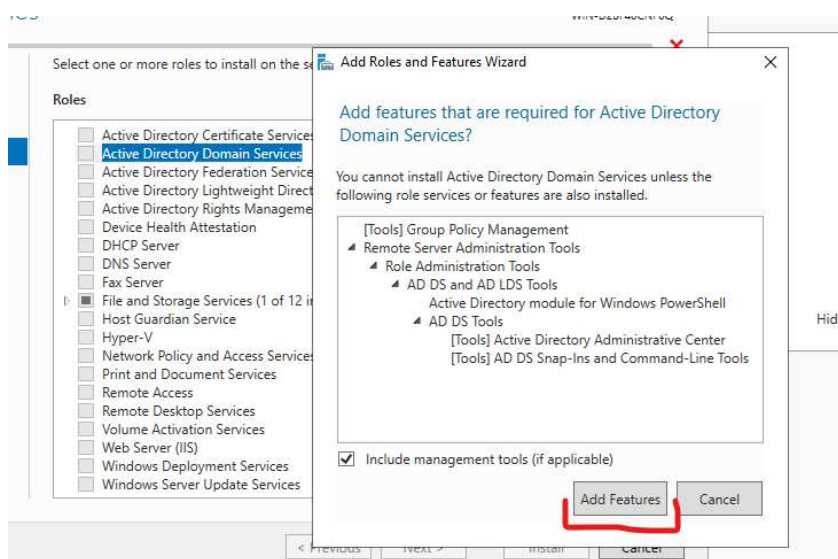 Select one or more roles to install on the se
Roles
Active Directory Certificate Services
Active Directory Domain Services
Active Directory Federation Service
Active Directory Lightweight Direct
Active Directory Rights Manageme
Device Health Attestation
DHCP Server
DNS Server
Fax Server
File and Storage Services (1 of 12 in
Host Guardian Service
Hyper-V
Network Policy and Access Services
Print and Document Services
Remote Access
Remote Desktop Services
Volume Activation Services
Web Server (IIS)
Windows Deployment Services
Windows Server Update Services
Add Roles and Features Wizard
Add features that are required for Active Directory
Domain Services?
You cannot install Active Directory Domain Services unless the
following role services or features are also installed.
[Tools] Group Policy Management
Remote Server Administration Tools
Role Administration Tools
AD DS and AD LDS Tools
Active Directory module for Windows PowerShell
AD DS Tools
[Tools] Active Directory Administrative Center
[Tools] AD DS Snap-Ins and Command-Line Tools
Include management tools (if applicable)
Add Features
Cancel
Hid
< Previous
Next >
Install
Cancel